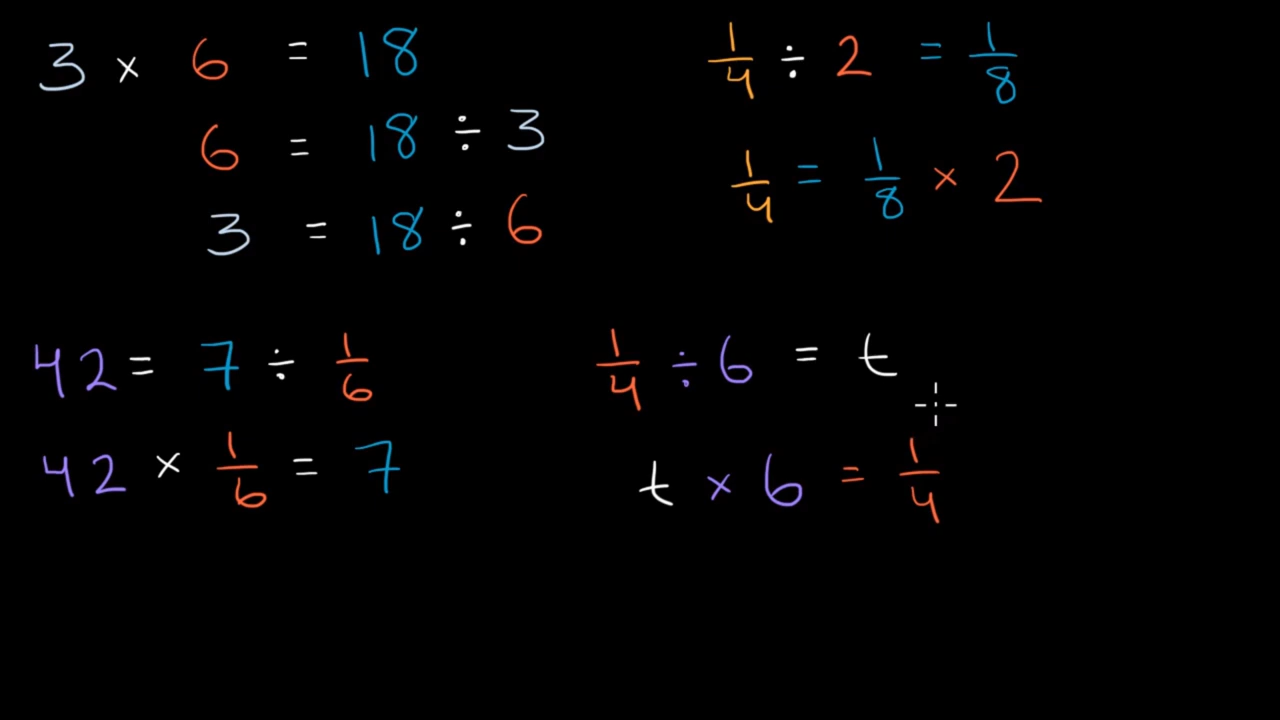 3 × 6 = 18
6 = 18 ÷ 3
3 = 18 ÷ 6
1/4 ÷ 2 = 1/8
1/4 = 1/8 × 2
42 = 7 ÷ 1/6
42 × 1/6 = 7
1/4 ÷ 6 = t
t × 6 = 1/4